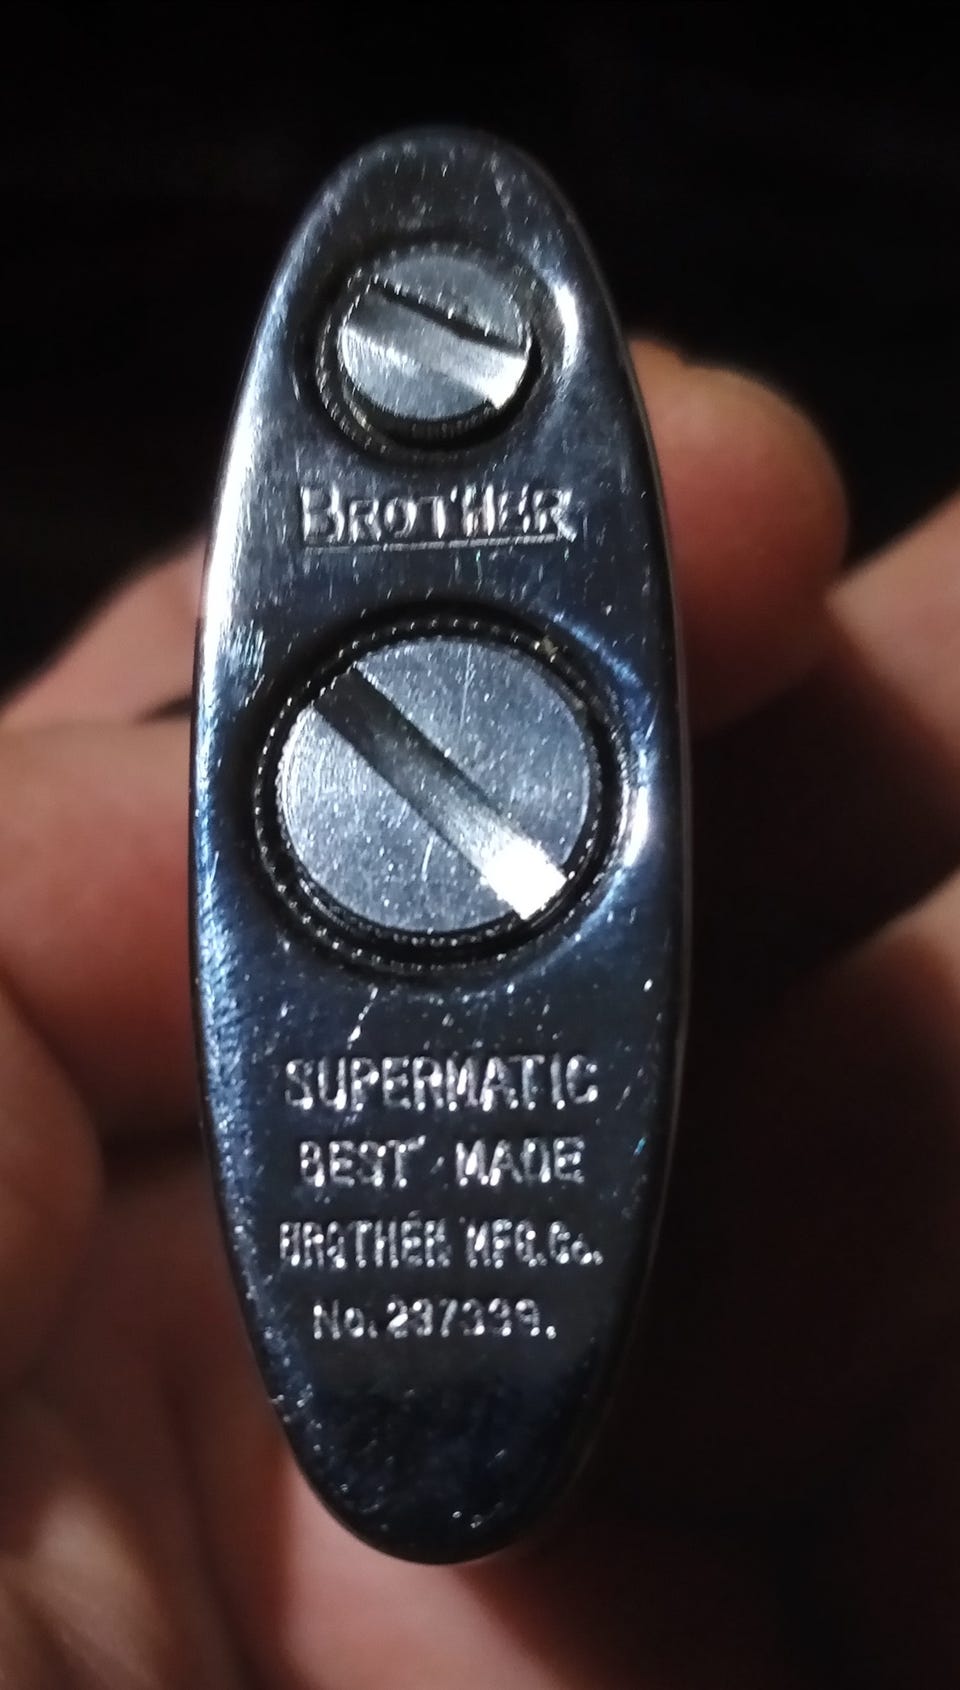 BROTHER
SUPERMATIC
BEST MADE
BROTHER MFG.Co.
No. 237339.